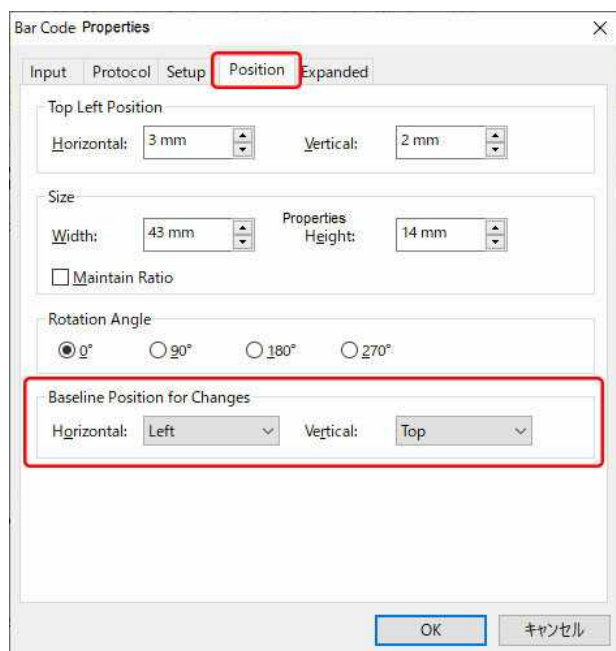 Bar Code Properties
Input Protocol Setup Position Expanded
Top Left Position
Horizontal: 3 mm Vertical: 2 mm
Size
Properties
Width: 43 mm Height: 14 mm
Maintain Ratio
Rotation Angle
0° 90° 180° 270°
Baseline Position for Changes
Horizontal: Left Vertical: Top
OK キャンセル